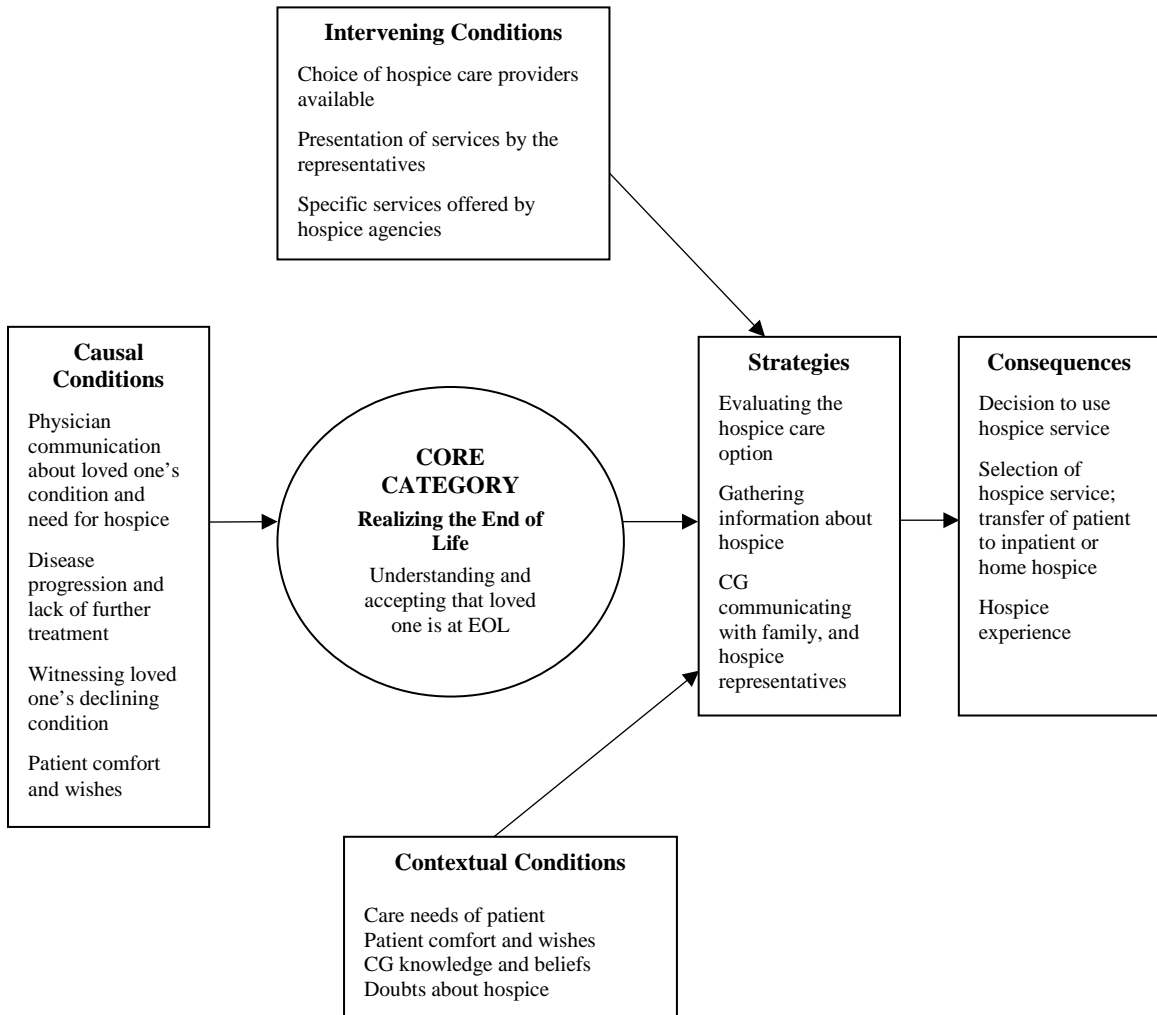 Intervening Conditions
Choice of hospice care providers
available
Presentation of services by the
representatives
Specific services offered by
hospice agencies
Causal
Conditions
Physician
communication
about loved one’s
condition and
need for hospice
Disease
progression and
lack of further
treatment
Witnessing loved
one’s declining
condition
Patient comfort
and wishes
CORE
CATEGORY
Realizing the End of
Life
Understanding and
accepting that loved
one is at EOL
Strategies
Evaluating the
hospice care
option
Gathering
information about
hospice
CG
communicating
with family, and
hospice
representatives
Consequences
Decision to use
hospice service
Selection of
hospice service;
transfer of patient
to inpatient or
home hospice
Hospice
experience
Contextual Conditions
Care needs of patient
Patient comfort and wishes
CG knowledge and beliefs
Doubts about hospice